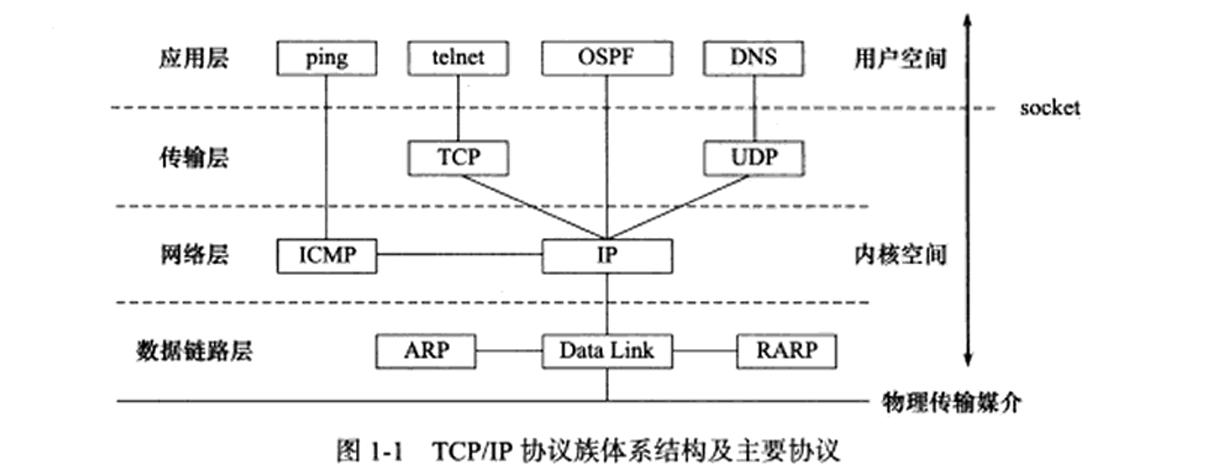 应用层 ping telnet OSPF DNS 用户空间
socket
传输层 TCP UDP
网络层 ICMP IP 内核空间
数据链路层 ARP Data Link RARP
物理传输媒介
图 1-1 TCP/IP 协议族体系结构及主要协议